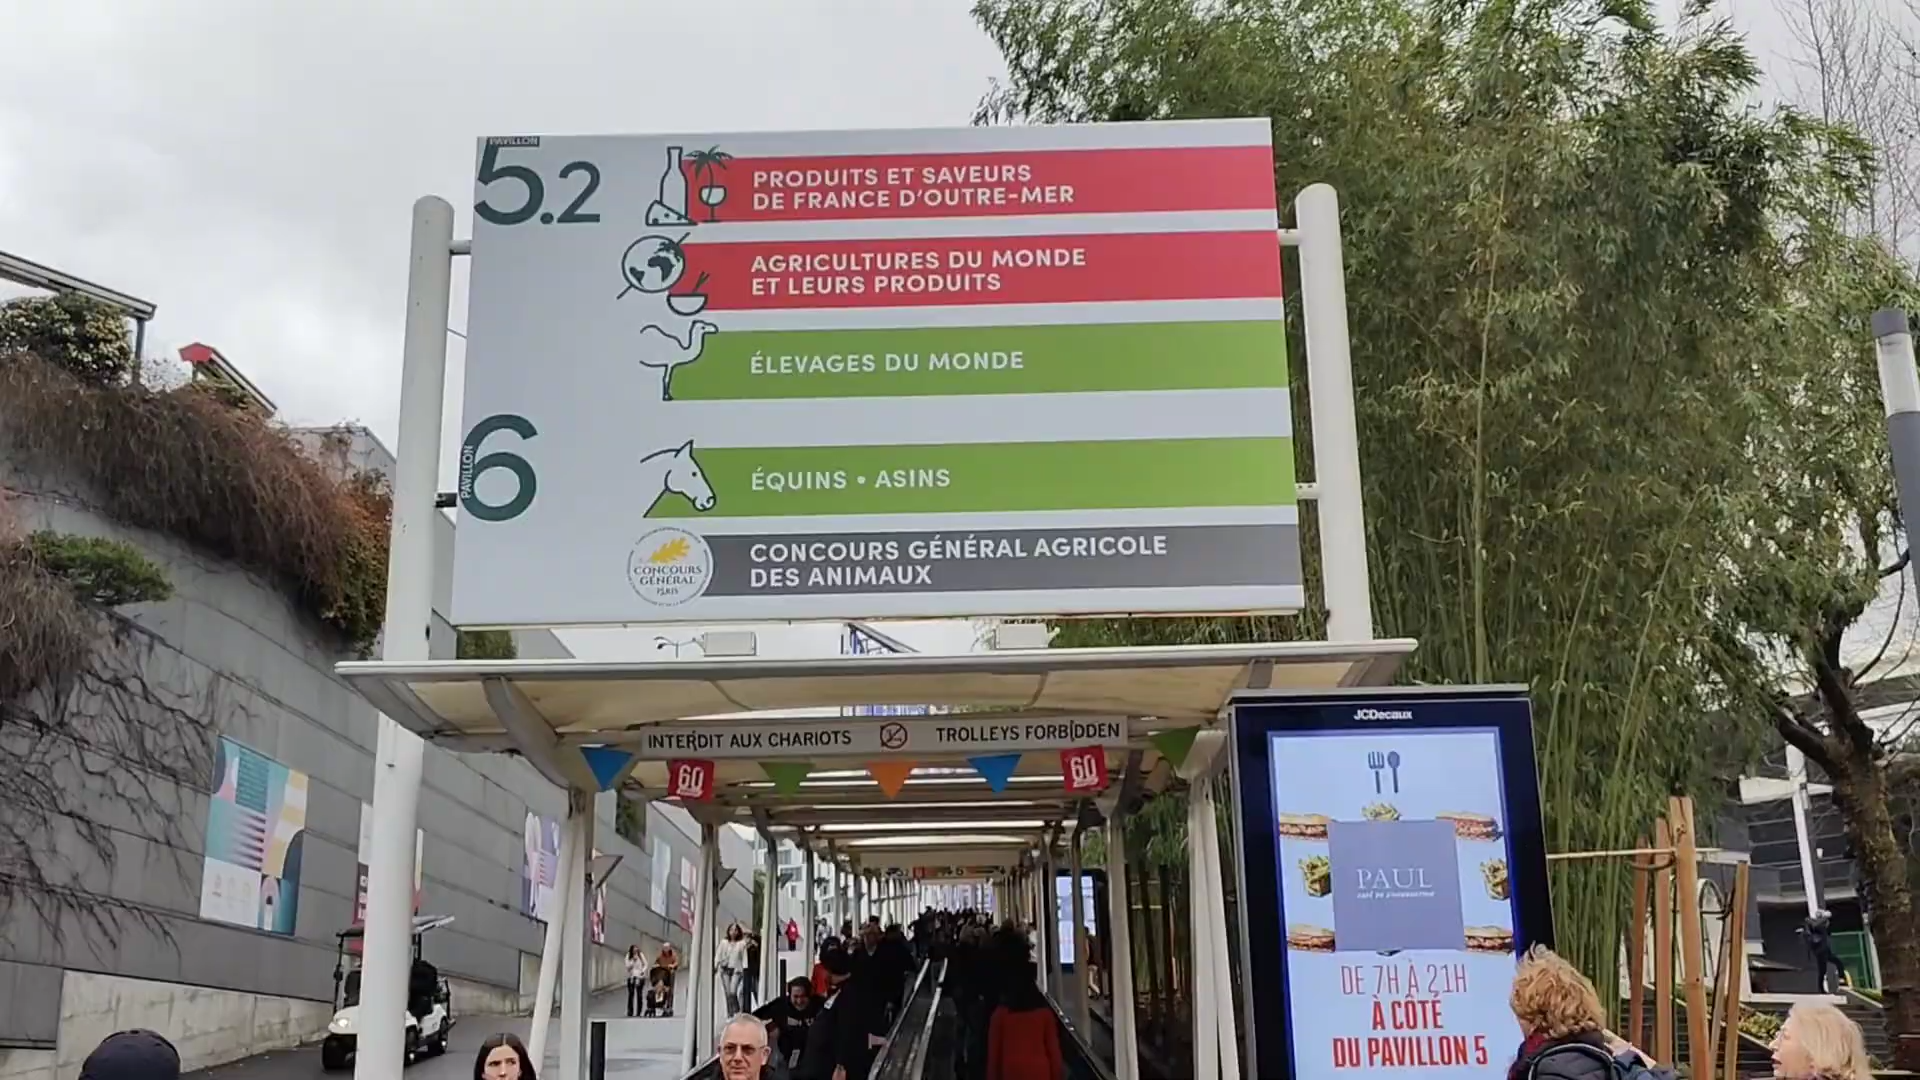 PAVILLON
5.2
PRODUITS ET SAVEURS
DE FRANCE D'OUTRE-MER
AGRICULTURES DU MONDE
ET LEURS PRODUITS
ÉLEVAGES DU MONDE
PAVILLON
6
ÉQUINS • ASINS
CONCOURS
GÉNÉRAL
PARIS
CONCOURS GÉNÉRAL AGRICOLE
DES ANIMAUX
INTERDIT AUX CHARIOTS
TROLLEYS FORBIDDEN
60
60
JCDecaux
PAUL
DE 7H À 21H
À CÔTÉ
DU PAVILLON 5